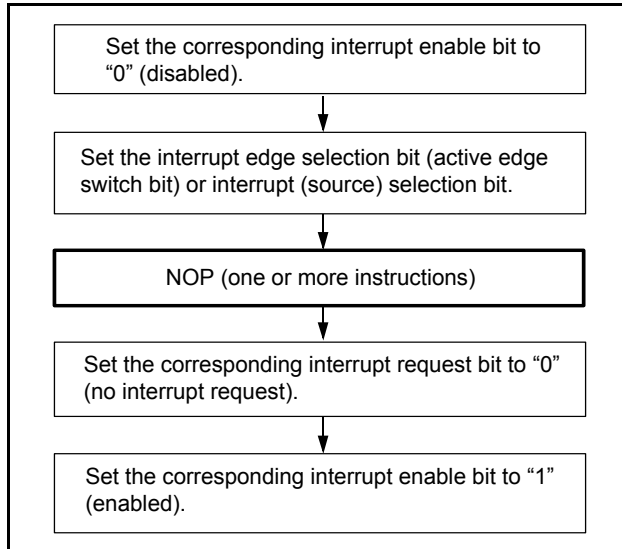 Set the corresponding interrupt enable bit to
“0” (disabled).
Set the interrupt edge selection bit (active edge
switch bit) or interrupt (source) selection bit.
NOP (one or more instructions)
Set the corresponding interrupt request bit to “0”
(no interrupt request).
Set the corresponding interrupt enable bit to “1”
(enabled).